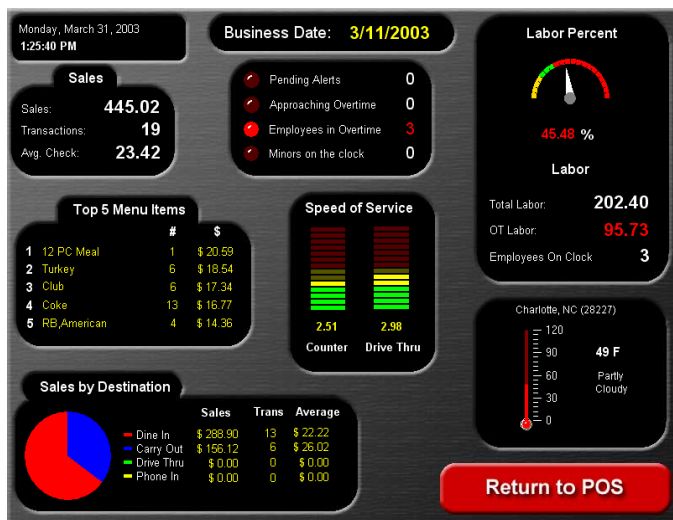 Monday, March 31, 2003
1:25:40 PM
Business Date: 3/11/2003
Sales
Sales: 445.02
Transactions: 19
Avg. Check: 23.42
Pending Alerts 0
Approaching Overtime 0
Employees in Overtime 3
Minors on the clock 0
Labor Percent
45.48 %
Labor
Total Labor: 202.40
OT Labor: 95.73
Employees On Clock 3
Top 5 Menu Items
# $
1 12 PC Meal 1 $ 20.59
2 Turkey 6 $ 18.54
3 Club 6 $ 17.34
4 Coke 13 $ 16.77
5 RB,American 4 $ 14.36
Speed of Service
2.51 2.98
Counter Drive Thru
Charlotte, NC (28227)
120
90
60
30
0
49 F
Partly
Cloudy
Sales by Destination
Sales Trans Average
Dine In $ 288.90 13 $ 22.22
Carry Out $ 156.12 6 $ 26.02
Drive Thru $ 0.00 0 $ 0.00
Phone In $ 0.00 0 $ 0.00
Return to POS